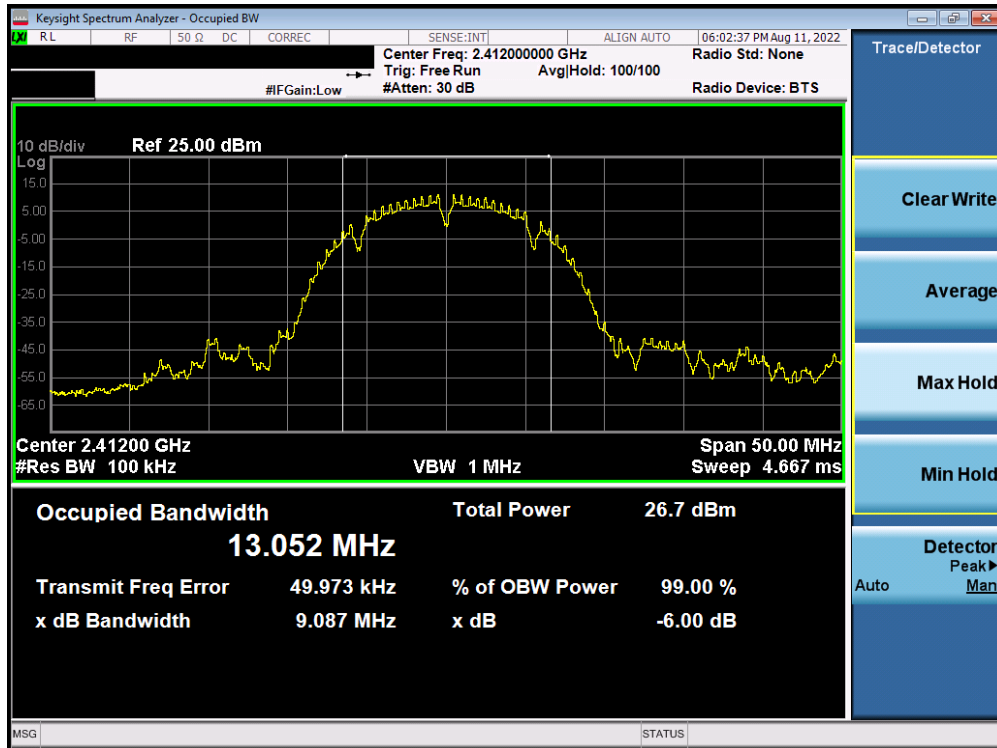 Keysight Spectrum Analyzer - Occupied BW
LXI RL RF 50 Ω DC CORREC SENSE:INT ALIGN AUTO 06:02:37 PM Aug 11, 2022
Center Freq: 2.412000000 GHz Radio Std: None
Trig: Free Run Avg|Hold: 100/100
#IFGain:Low #Atten: 30 dB Radio Device: BTS
Trace/Detector
10 dB/div Ref 25.00 dBm
Log
15.0
5.00
-5.00
-15.0
-25.0
-35.0
-45.0
-55.0
-65.0
Center 2.41200 GHz Span 50.00 MHz
#Res BW 100 kHz VBW 1 MHz Sweep 4.667 ms
Occupied Bandwidth Total Power 26.7 dBm
13.052 MHz
Transmit Freq Error 49.973 kHz % of OBW Power 99.00 %
x dB Bandwidth 9.087 MHz x dB -6.00 dB
Clear Write
Average
Max Hold
Min Hold
Detector
Peak▶
Auto Man
MSG STATUS